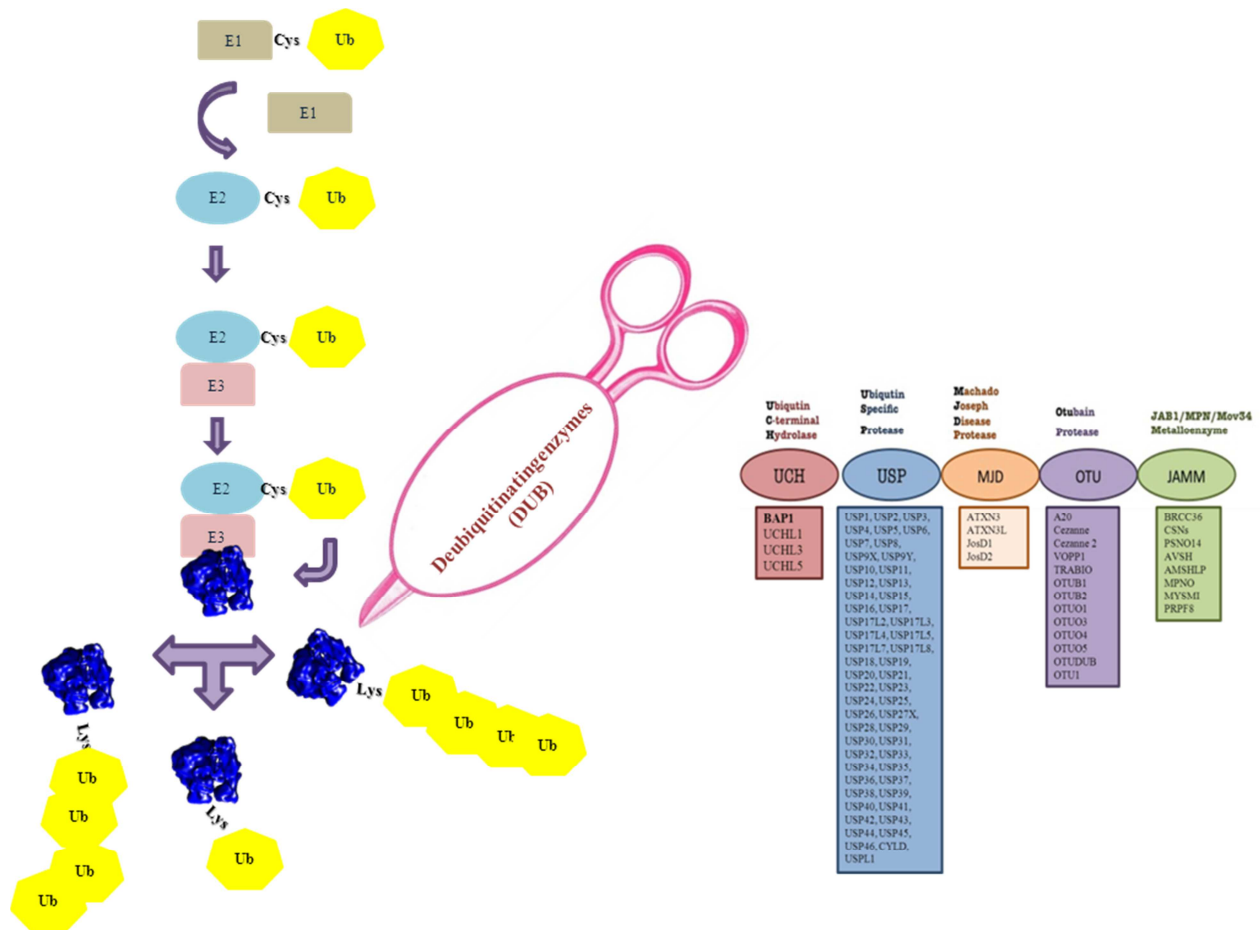 E1 Cys Ub
E1
E2 Cys Ub
E2 Cys Ub
E3
E2 Cys Ub
E3
Lys
Ub
Ub
Ub
Ub
Lys
Ub
Lys
Ub
Ub
Ub
Ub
Deubiquitinatingenzymes
(DUB)
Ubiqutin
C-terminal
Hydrolase
UCH
BAP1
UCHL1
UCHL3
UCHL5
Ubiqutin
Specific
Protease
USP
USP1, USP2, USP3,
USP4, USP5, USP6,
USP7, USP8,
USP9X, USP9Y,
USP10, USP11,
USP12, USP13,
USP14, USP15,
USP16, USP17,
USP17L2, USP17L3,
USP17L4, USP17L5,
USP17L7, USP17L8,
USP18, USP19,
USP20, USP21,
USP22, USP23,
USP24, USP25,
USP26, USP27X,
USP28, USP29,
USP30, USP31,
USP32, USP33,
USP34, USP35,
USP36, USP37,
USP38, USP39,
USP40, USP41,
USP42, USP43,
USP44, USP45,
USP46, CYLD,
USPL1
Machado
Joseph
Disease
Protease
MJD
ATXN3
ATXN3L
JosD1
JosD2
Otubain
Protease
OTU
A20
Cezanne
Cezanne 2
VOPP1
TRABIO
OTUB1
OTUB2
OTUO1
OTUO3
OTUO4
OTUO5
OTUDUB
OTU1
JAB1/MPN/Mov34
Metalloenzyme
JAMM
BRCC36
CSNs
PSNO14
AVSH
AMSHLP
MPNO
MYSMI
PRPF8